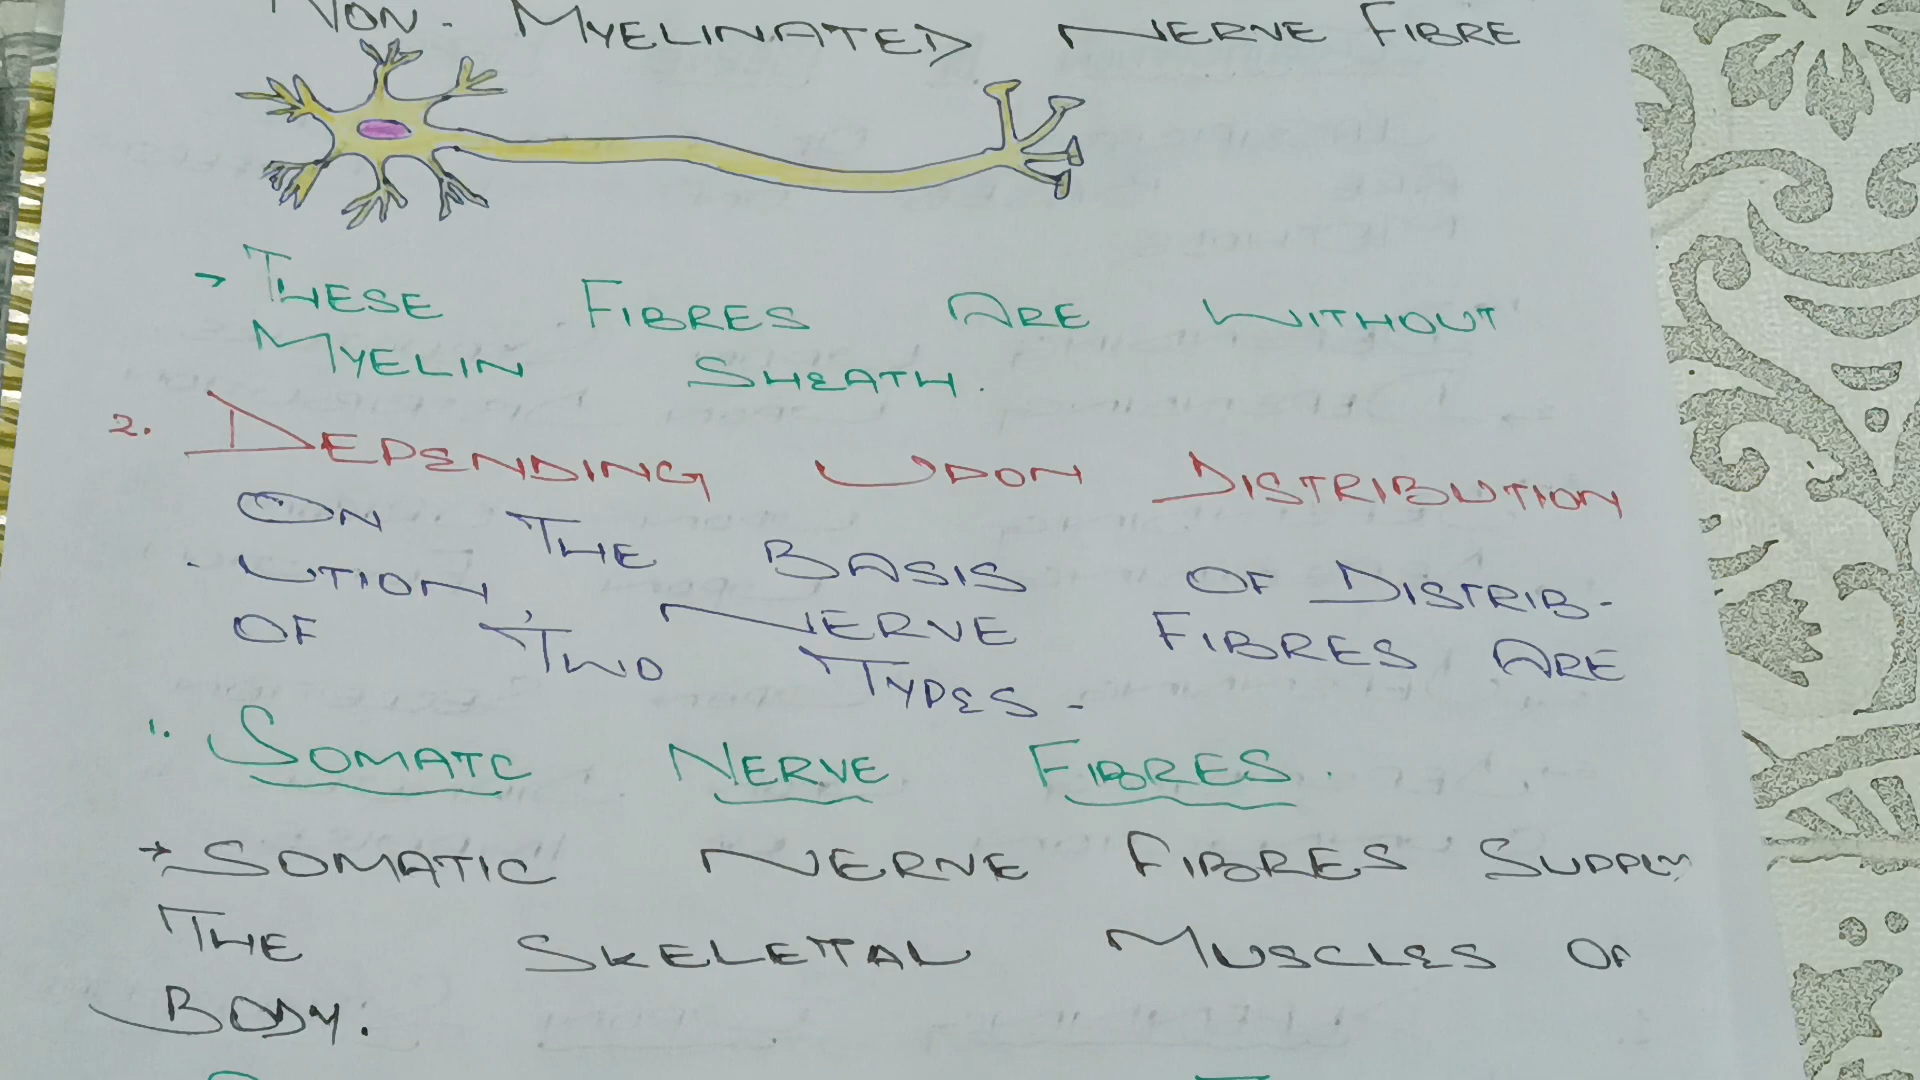 NON-MYELINATED NERVE FIBRE
→ THESE FIBRES ARE WITHOUT
MYELIN SHEATH.
2. DEPENDING UPON DISTRIBUTION
ON THE BASIS OF DISTRIB-
UTION, NERVE FIBRES ARE
OF TWO TYPES-
1. SOMATC NERVE FIBRES.
→ SOMATIC NERVE FIBRES SUPPLY
THE SKELETAL MUSCLES OF
BODY.